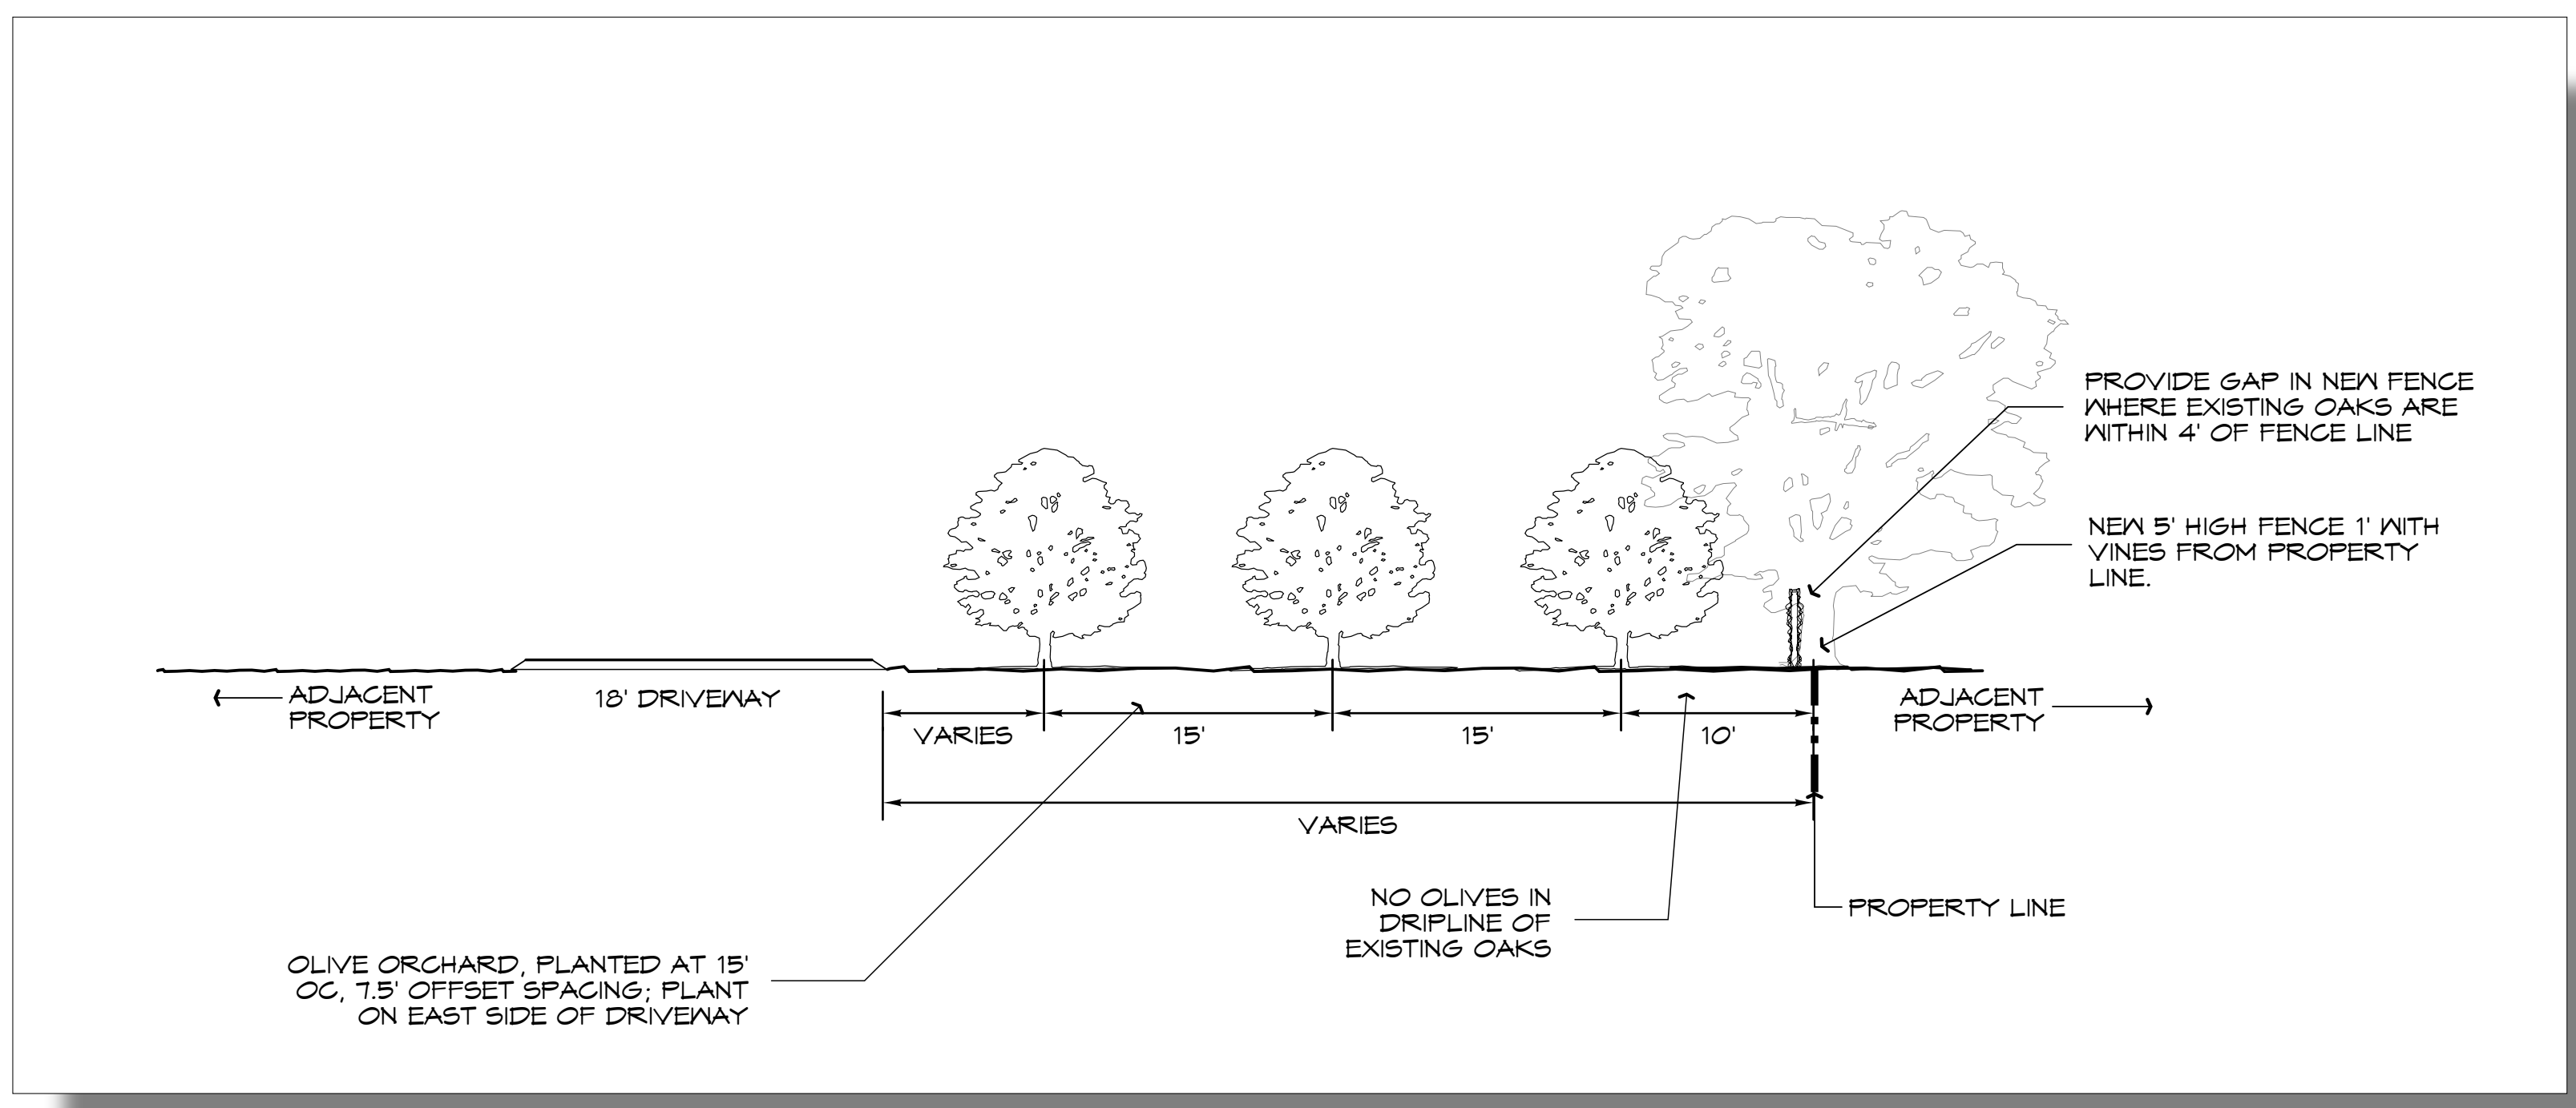 PROVIDE GAP IN NEW FENCE
WHERE EXISTING OAKS ARE
WITHIN 4' OF FENCE LINE
NEW 5' HIGH FENCE 1' WITH
VINES FROM PROPERTY
LINE.
ADJACENT
PROPERTY
18' DRIVEWAY
VARIES
15'
15'
10'
ADJACENT
PROPERTY
VARIES
NO OLIVES IN
DRIPLINE OF
EXISTING OAKS
PROPERTY LINE
OLIVE ORCHARD, PLANTED AT 15'
OC, 7.5' OFFSET SPACING; PLANT
ON EAST SIDE OF DRIVEWAY